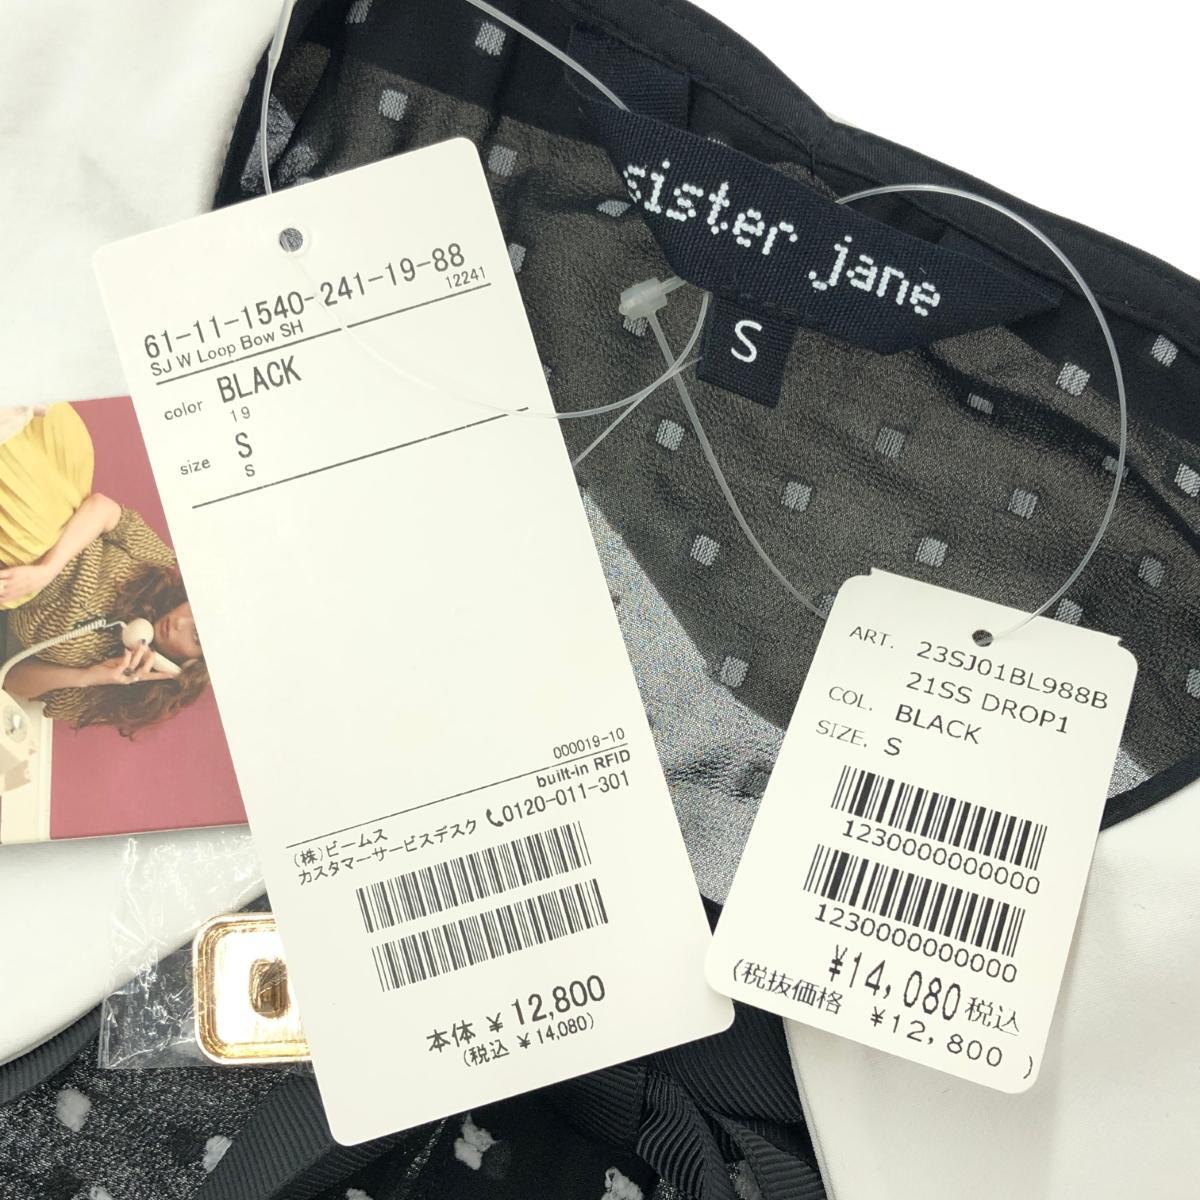 sister jane
S
61-11-1540-241-19-88
SJ W Loop Bow SH
12241
color BLACK
19
size S
S
000019-10
built-in RFID
(株)ビームス
カスタマーサービスデスク 0120-011-301
本体 ¥ 12,800
(税込 ¥ 14,080)
ART. 23SJ01BL988B
21SS DROP1
COL. BLACK
SIZE. S
1230000000000
1230000000000
¥14,080 税込
(税抜価格 ¥12,800 )